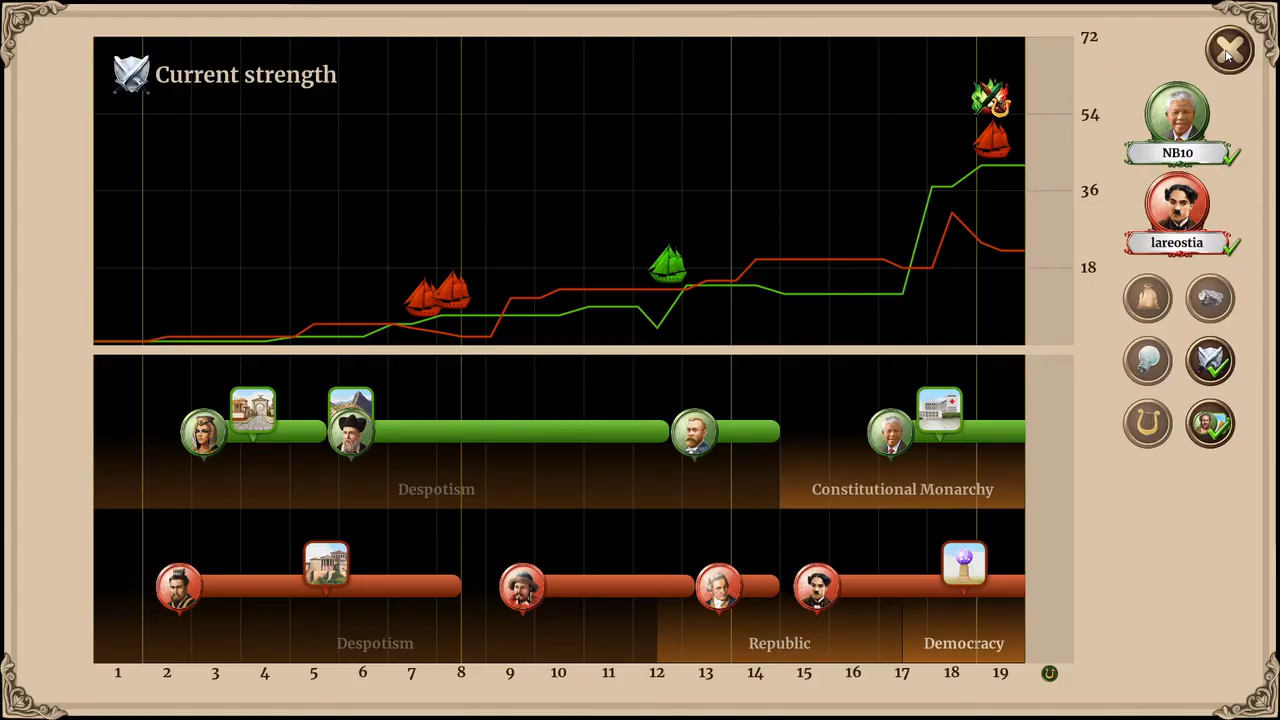 Current strength
72
54
36
18
NB10
lareostia
Despotism
Constitutional Monarchy
Despotism
Republic
Democracy
1 2 3 4 5 6 7 8 9 10 11 12 13 14 15 16 17 18 19